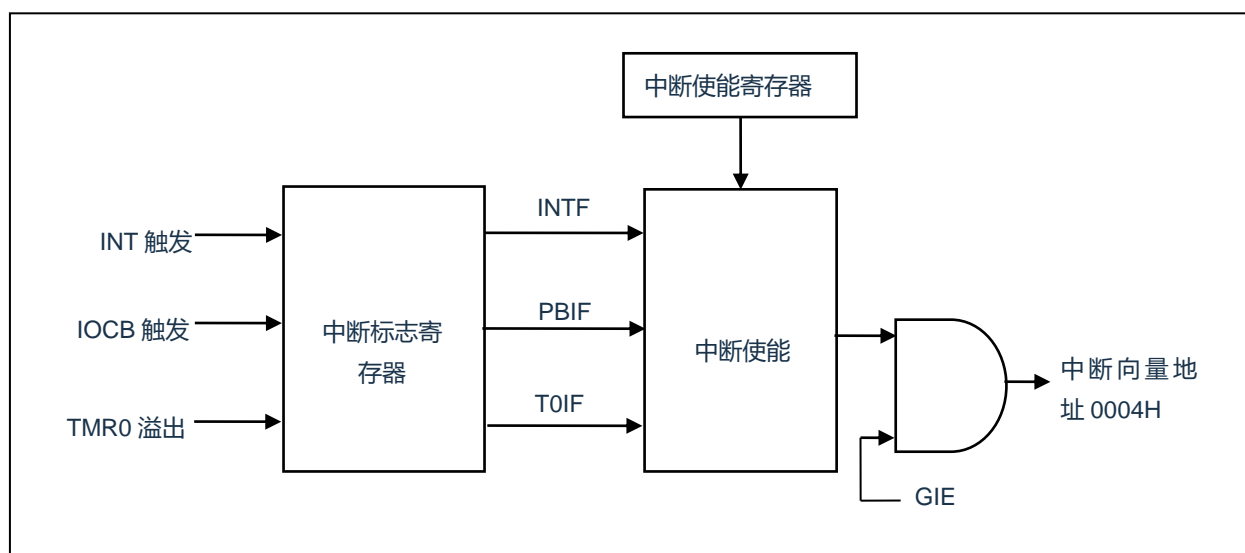 中断使能寄存器
INTF
INT 触发
PBIF
IOCB 触发
中断标志寄
存器
中断使能
中断向量地
址 0004H
T0IF
TMR0 溢出
GIE